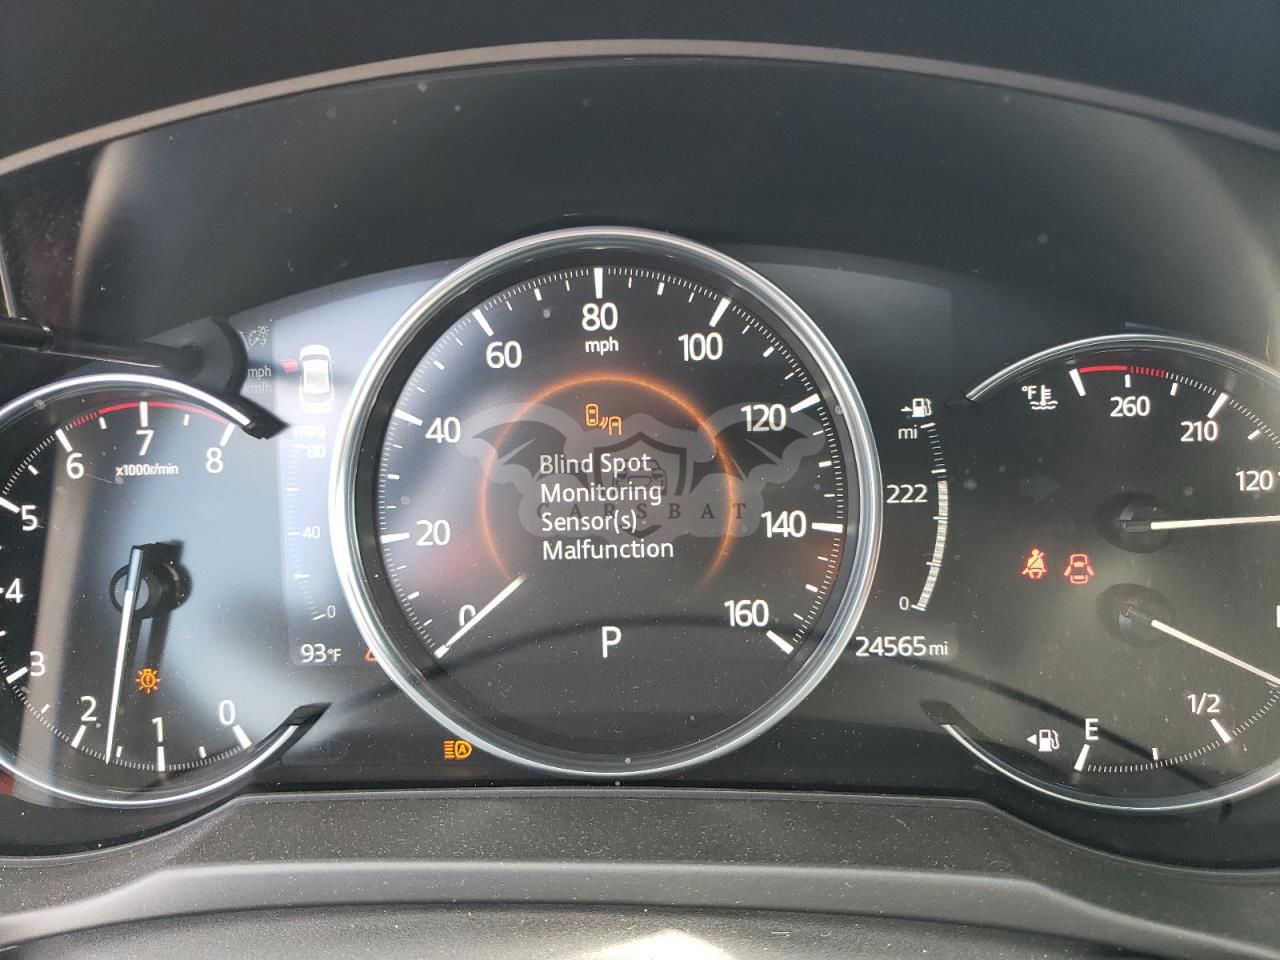 mph
km/h
6
7
8
x1000r/min
5
4
3
2
1
0
mpg
80
40
0
93°F
0
20
40
60
80
mph
100
120
140
160
Blind Spot
Monitoring
Sensor(s)
Malfunction
CARSBAT
P
A
mi
222
0
24565mi
°F
260
210
120
1/2
E